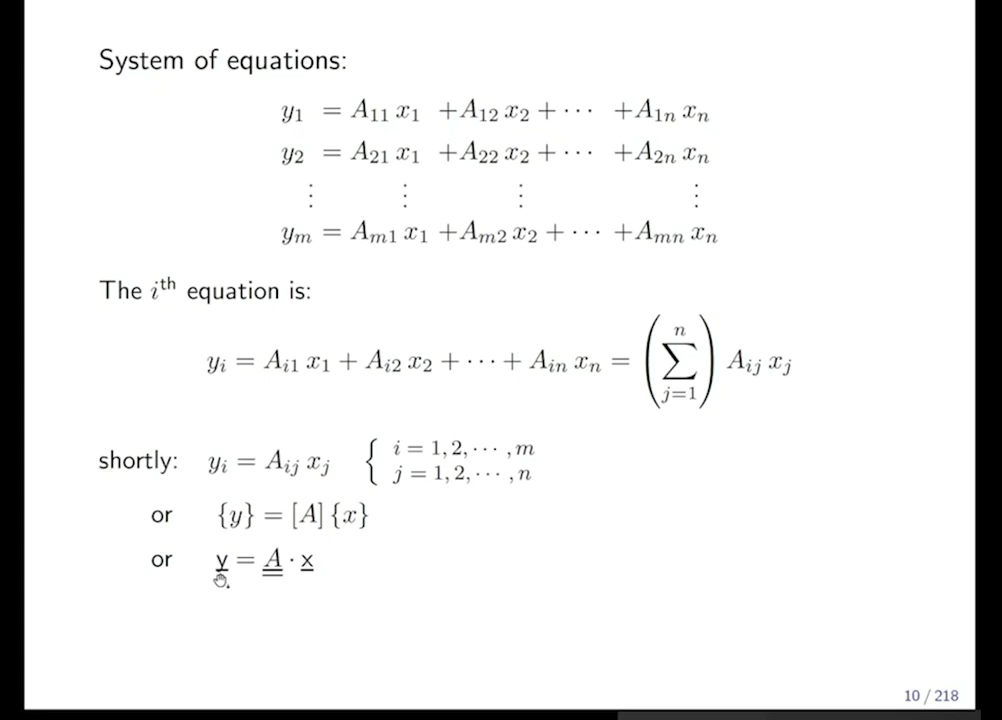 System of equations:
y₁ = A₁₁ x₁ +A₁₂ x₂ + ⋯ +A₁ₙ xₙ
y₂ = A₂₁ x₁ +A₂₂ x₂ + ⋯ +A₂ₙ xₙ
⋮ ⋮ ⋮ ⋮
yₘ = Aₘ₁ x₁ +Aₘ₂ x₂ + ⋯ +Aₘₙ xₙ
The iᵗʰ equation is:
yᵢ = Aᵢ₁ x₁ + Aᵢ₂ x₂ + ⋯ + Aᵢₙ xₙ = (∑ⱼ₌₁ⁿ) Aᵢⱼ xⱼ
shortly: yᵢ = Aᵢⱼ xⱼ { i = 1, 2, ⋯ , m
j = 1, 2, ⋯ , n
or {y} = [A] {x}
or y = A · x
10 / 218